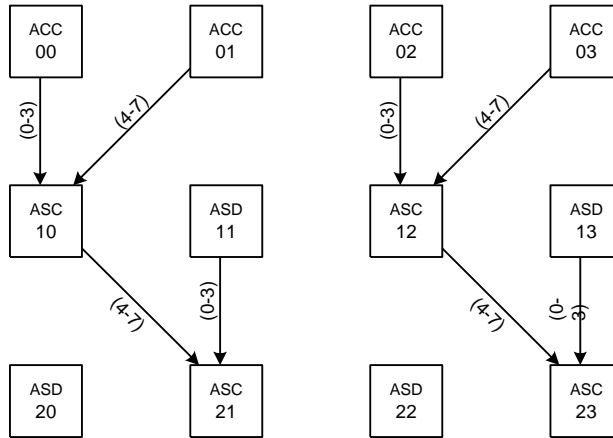 ACC
00
ACC
01
ACC
02
ACC
03
(0-3)
(4-7)
(0-3)
(4-7)
ASC
10
ASD
11
ASC
12
ASD
13
(4-7)
(0-3)
(4-7)
(0-
3)
ASD
20
ASC
21
ASD
22
ASC
23